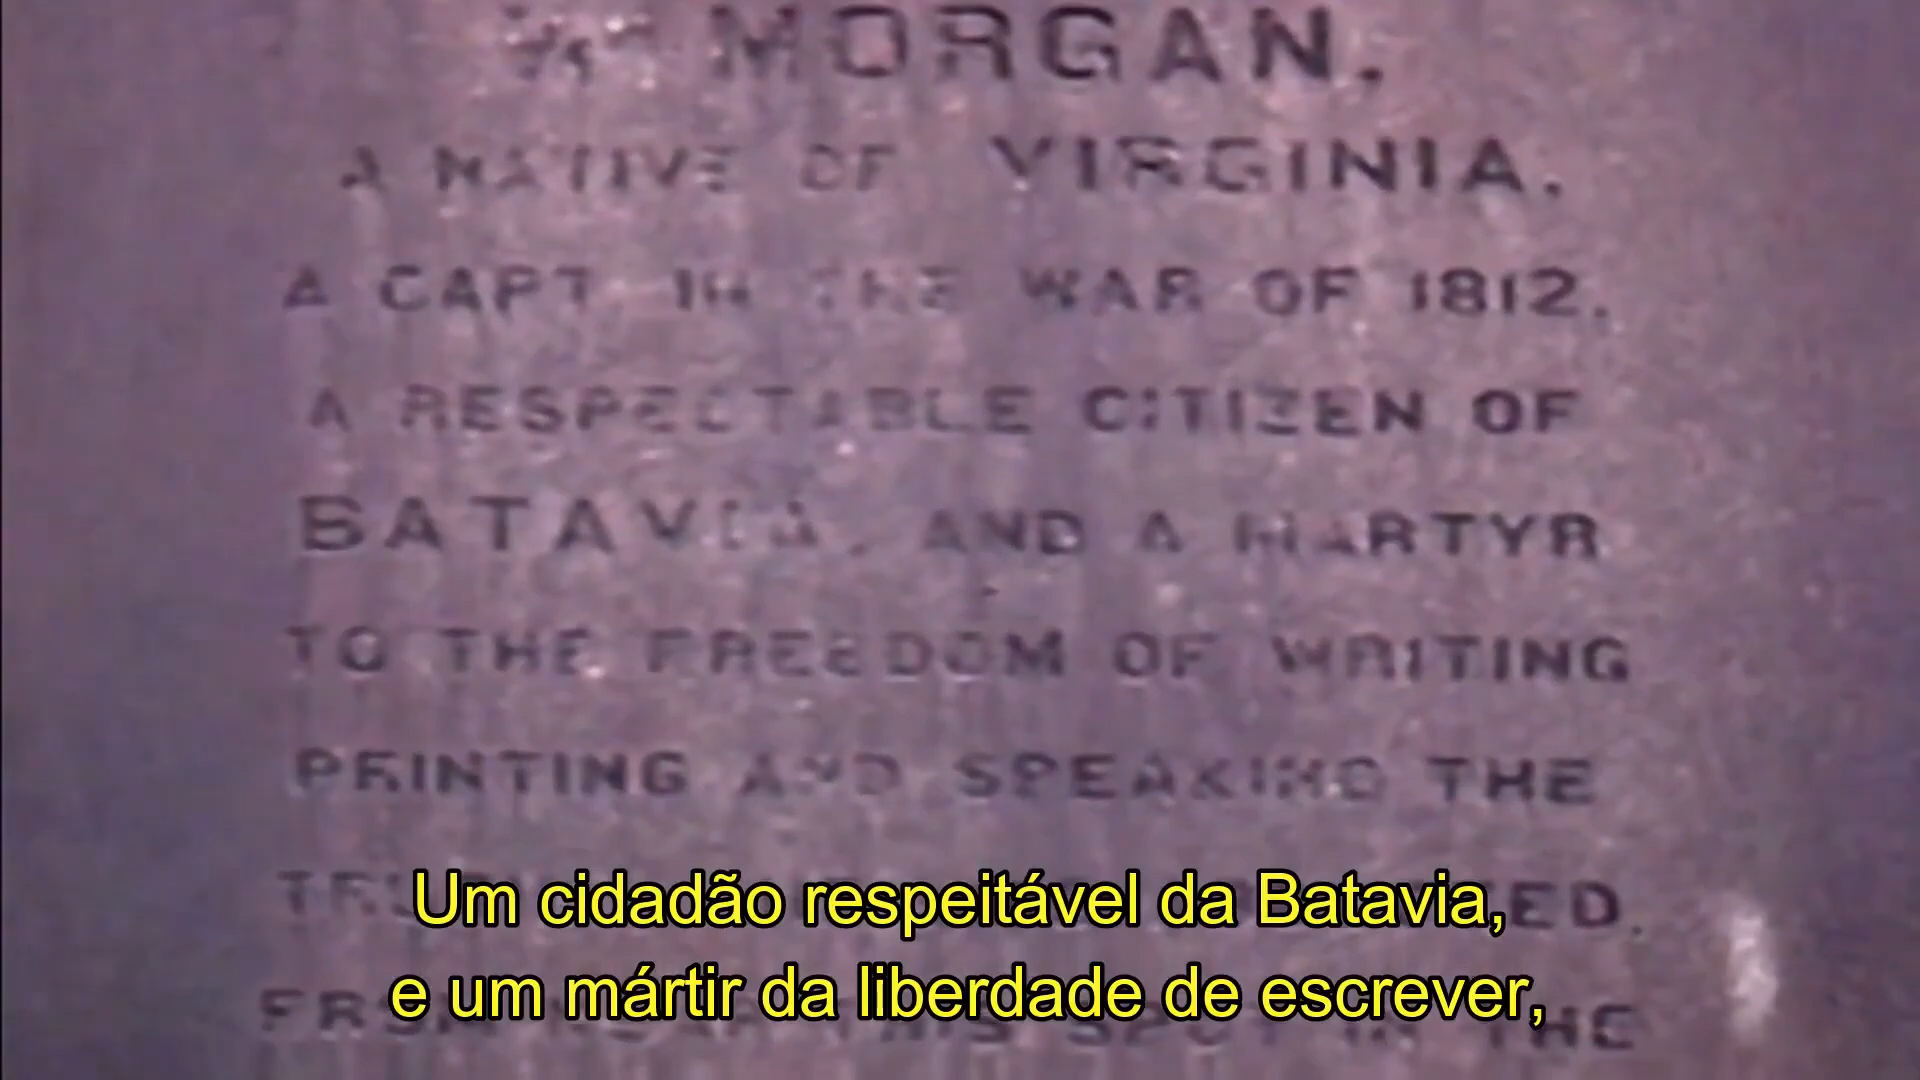 MORGAN.
A NATIVE OF VIRGINIA.
A CAPT. IN THE WAR OF 1812.
A RESPECTABLE CITIZEN OF
BATAVIA, AND A MARTYR
TO THE FREEDOM OF WRITING
PRINTING AND SPEAKING THE
Um cidadão respeitável da Batavia,
e um mártir da liberdade de escrever,
THE